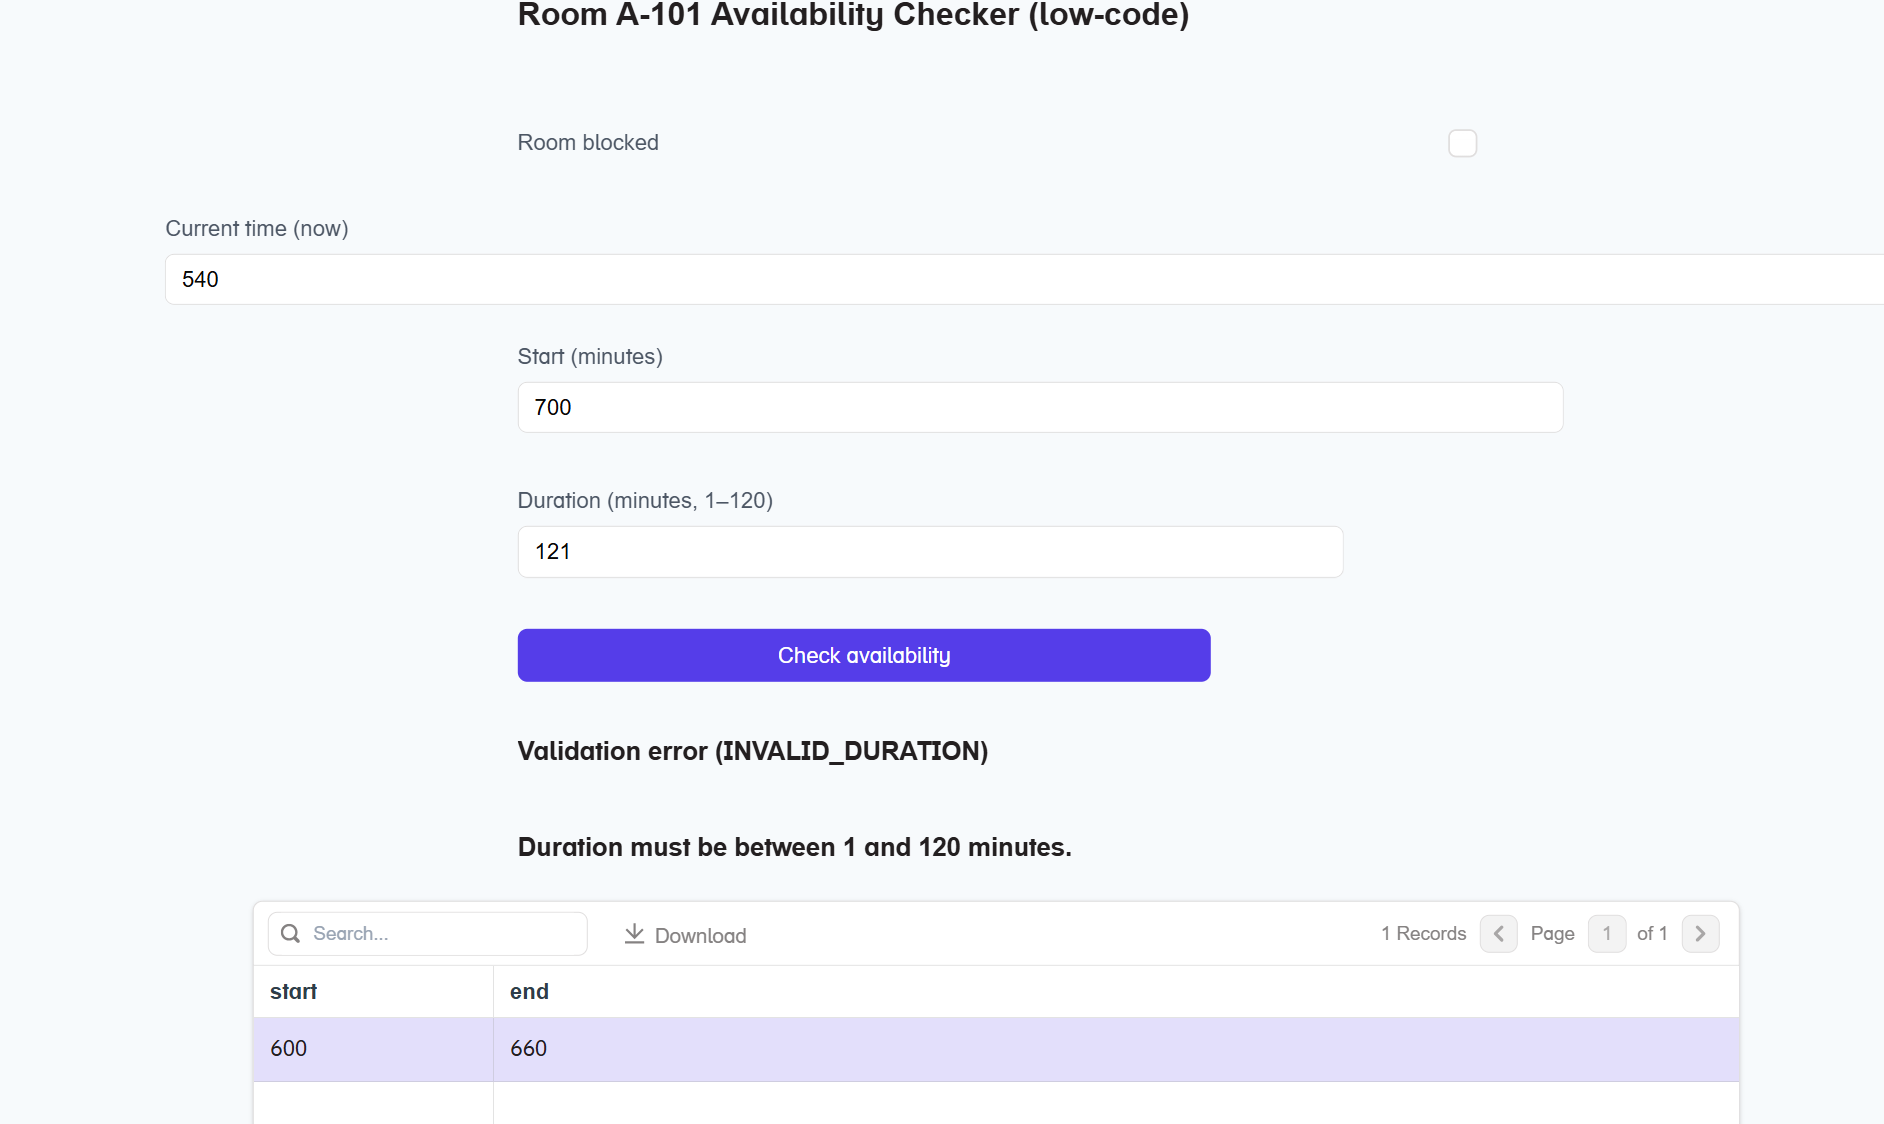 Room A-101 Availability Checker (low-code)
Room blocked
Current time (now)
540
Start (minutes)
700
Duration (minutes, 1–120)
121
Check availability
Validation error (INVALID_DURATION)
Duration must be between 1 and 120 minutes.
Search... Download 1 Records Page 1 of 1
start end
600 660